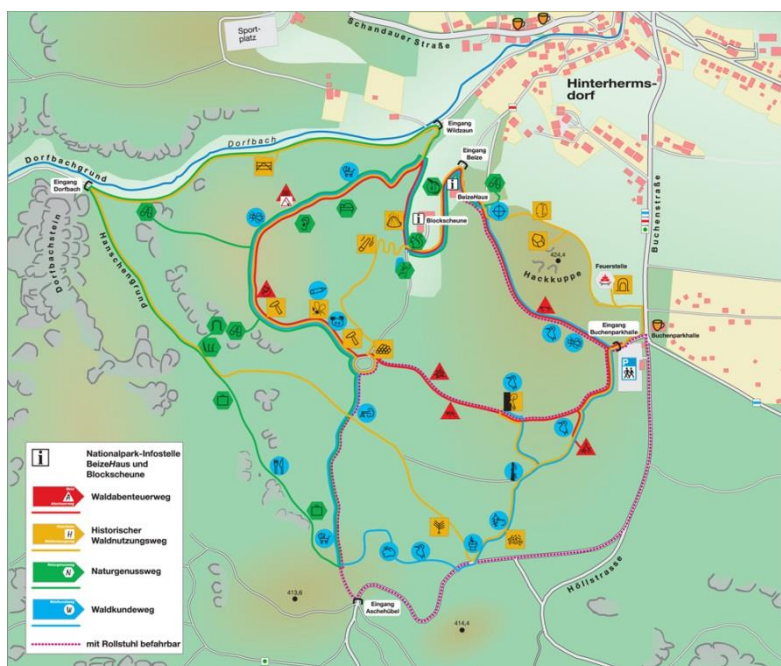 Sport-
platz
Schandauer Straße
Hinterherms-
dorf
Eingang
Wildzaun
Dorfbach
Eingang
Beize
Dorfbachgrund
Eingang
Dorfbach
BeizeHaus
Blockscheune
Buchenstraße
424,4
Hackkuppe
Feuerstelle
Dorfbachstein
Hanschengrund
Eingang
Buchenparkhalle
Buchenparkhalle
P
i
Nationalpark-Infostelle
BeizeHaus und
Blockscheune
Waldabenteuerweg
H
Historischer
Waldnutzungsweg
N
Naturgenussweg
W
Waldkundeweg
mit Rollstuhl befahrbar
413,6
Eingang
Aschehübel
414,4
Höllstrasse